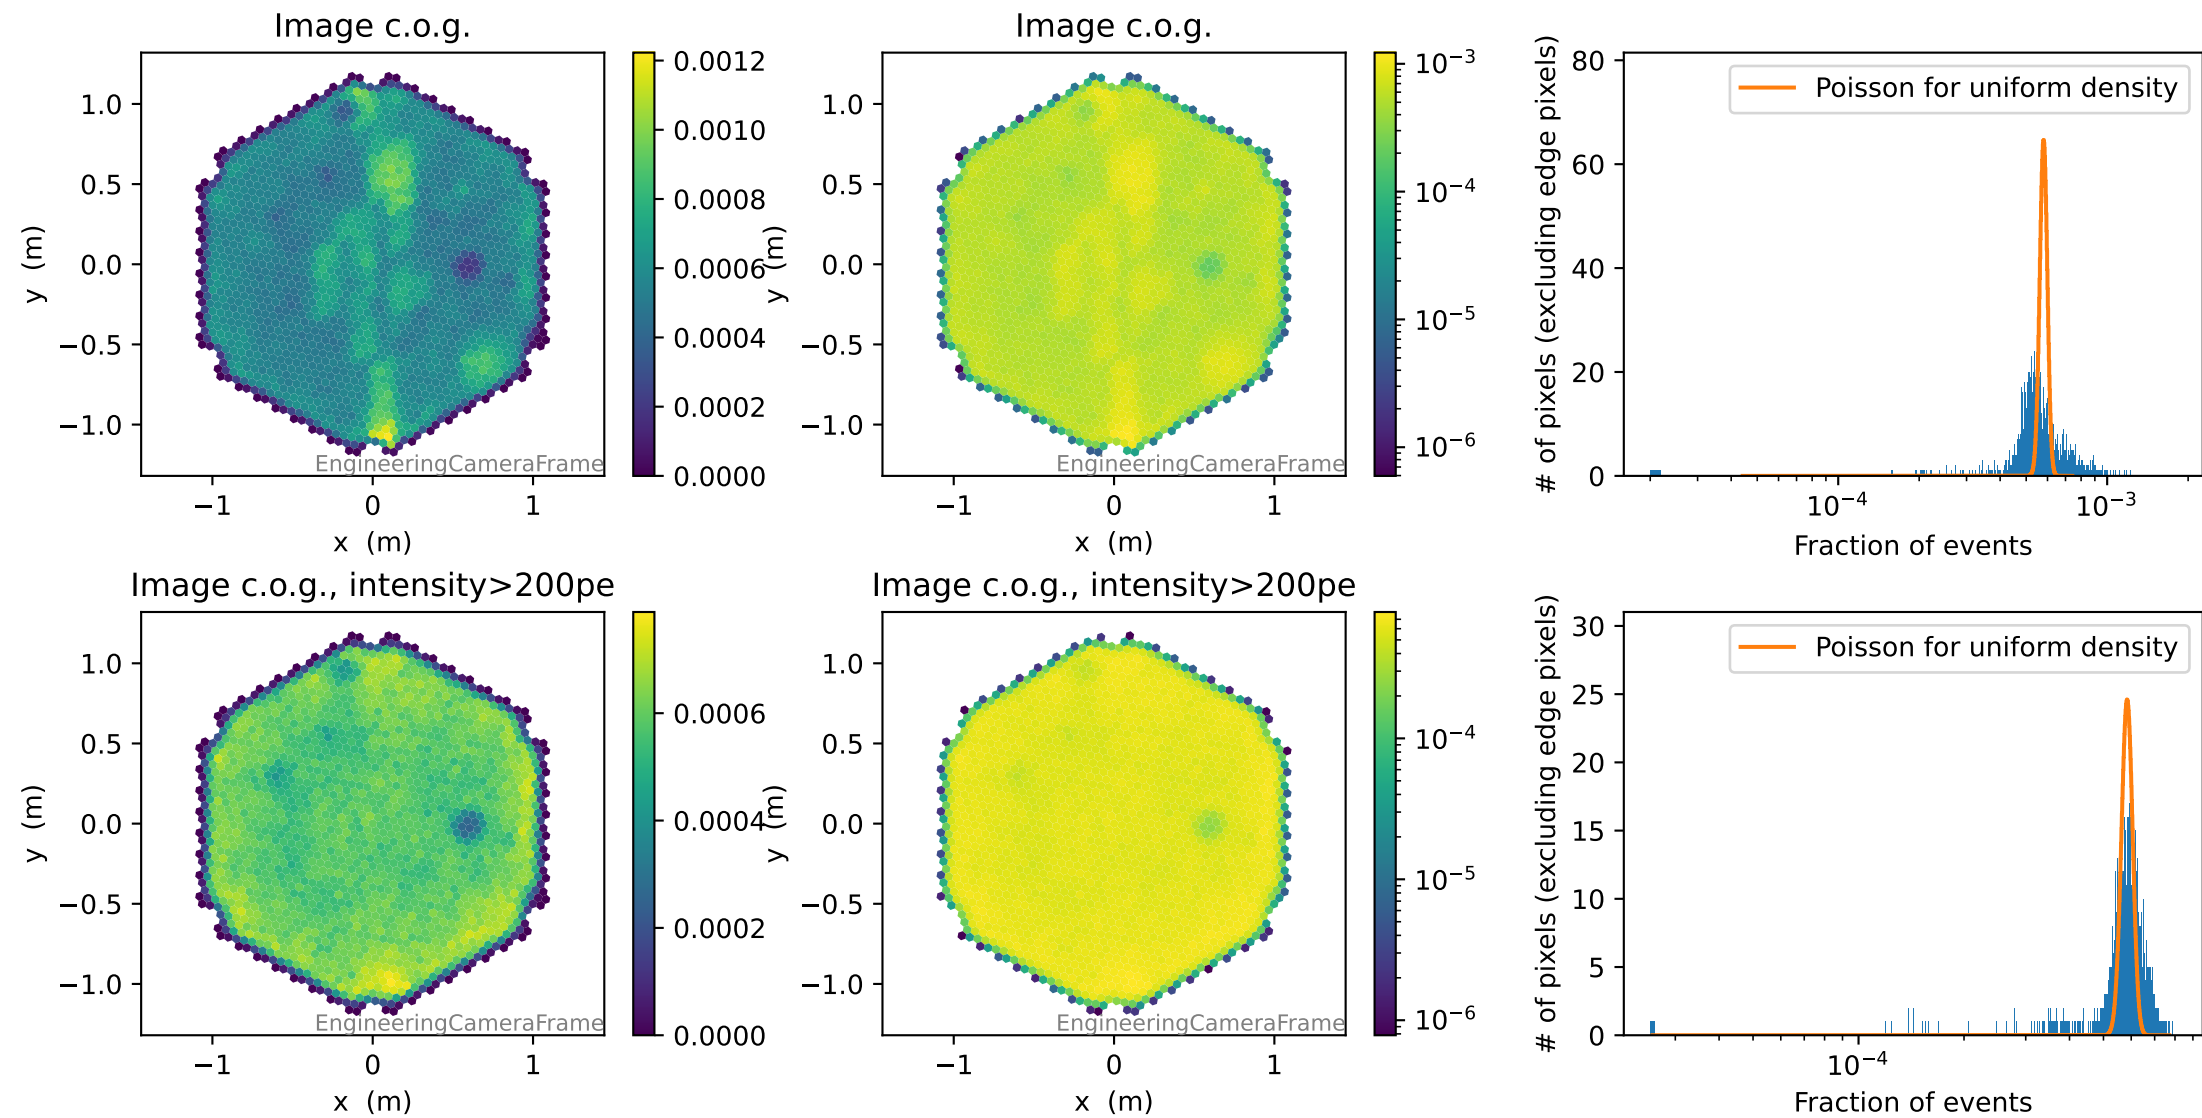 Image c.o.g.
1.0
0.5
0.0
−0.5
−1.0
y (m)
−1
0
1
x (m)
EngineeringCameraFrame
0.0012
0.0010
0.0008
0.0006
0.0004
0.0002
0.0000
Image c.o.g.
1.0
0.5
0.0
−0.5
−1.0
y (m)
−1
0
1
x (m)
EngineeringCameraFrame
10⁻³
10⁻⁴
10⁻⁵
10⁻⁶
# of pixels (excluding edge pixels)
80
60
40
20
0
Poisson for uniform density
10⁻⁴
10⁻³
Fraction of events
Image c.o.g., intensity>200pe
1.0
0.5
0.0
−0.5
−1.0
y (m)
−1
0
1
x (m)
EngineeringCameraFrame
0.0006
0.0004
0.0002
0.0000
Image c.o.g., intensity>200pe
1.0
0.5
0.0
−0.5
−1.0
y (m)
−1
0
1
x (m)
EngineeringCameraFrame
10⁻⁴
10⁻⁵
10⁻⁶
# of pixels (excluding edge pixels)
30
25
20
15
10
5
0
Poisson for uniform density
10⁻⁴
Fraction of events